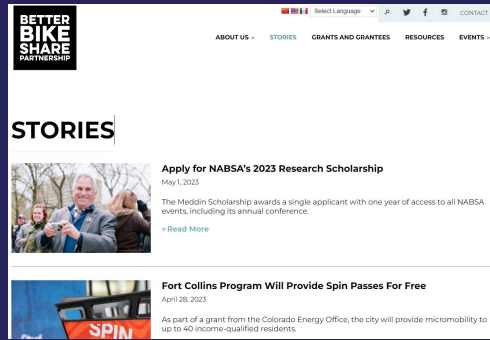 BETTER
BIKE
SHARE
PARTNERSHIP
Select Language
CONTACT
ABOUT US »
STORIES
GRANTS AND GRANTEES
RESOURCES
EVENTS »
STORIES
Apply for NABSA's 2023 Research Scholarship
May 1, 2023
The Meddin Scholarship awards a single applicant with one year of access to all NABSA
events, including its annual conference.
» Read More
Fort Collins Program Will Provide Spin Passes For Free
April 28, 2023
As part of a grant from the Colorado Energy Office, the city will provide micromobility to
up to 40 income-qualified residents.
SPIN